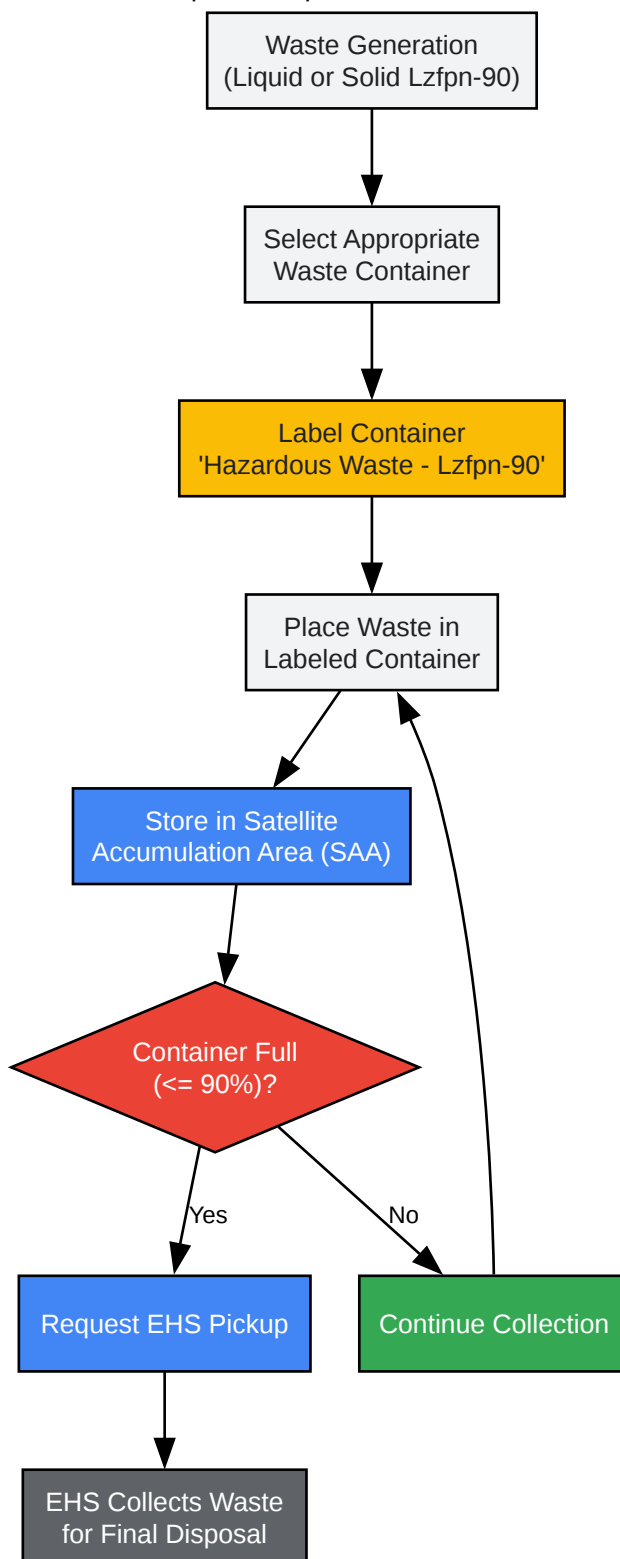 Waste Generation
(Liquid or Solid Lzfpn-90)
Select Appropriate
Waste Container
Label Container
'Hazardous Waste - Lzfpn-90'
Place Waste in
Labeled Container
Store in Satellite
Accumulation Area (SAA)
Container Full
(<= 90%)?
Yes
No
Request EHS Pickup
Continue Collection
EHS Collects Waste
for Final Disposal